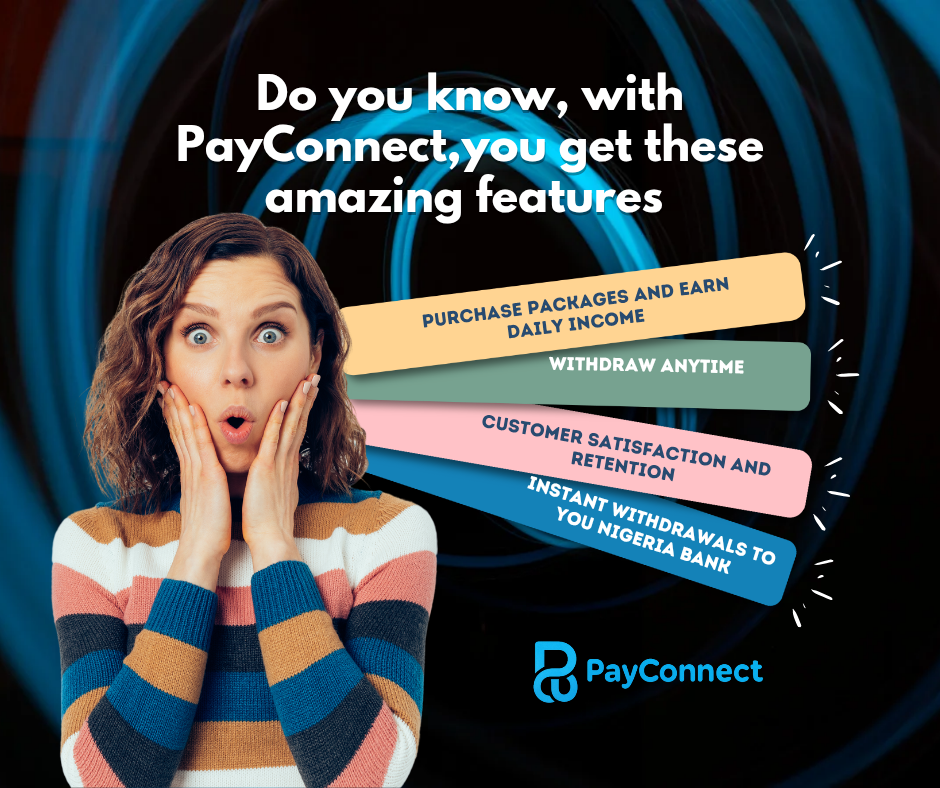 Do you know, with
PayConnect,you get these
amazing features
PURCHASE PACKAGES AND EARN
DAILY INCOME
WITHDRAW ANYTIME
CUSTOMER SATISFACTION AND
RETENTION
INSTANT WITHDRAWALS TO
YOU NIGERIA BANK
PayConnect